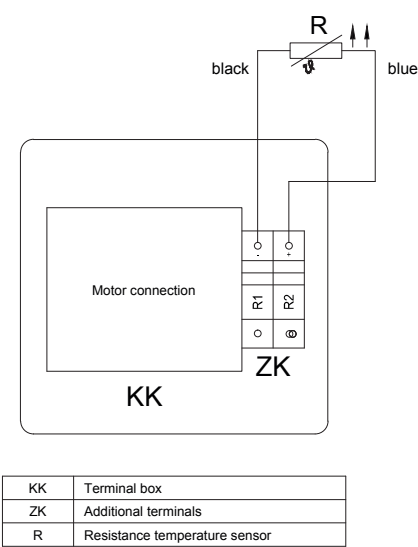 R
black
blue
ϑ
- +
Motor connection
R1 R2
ZK
KK
KK Terminal box
ZK Additional terminals
R Resistance temperature sensor